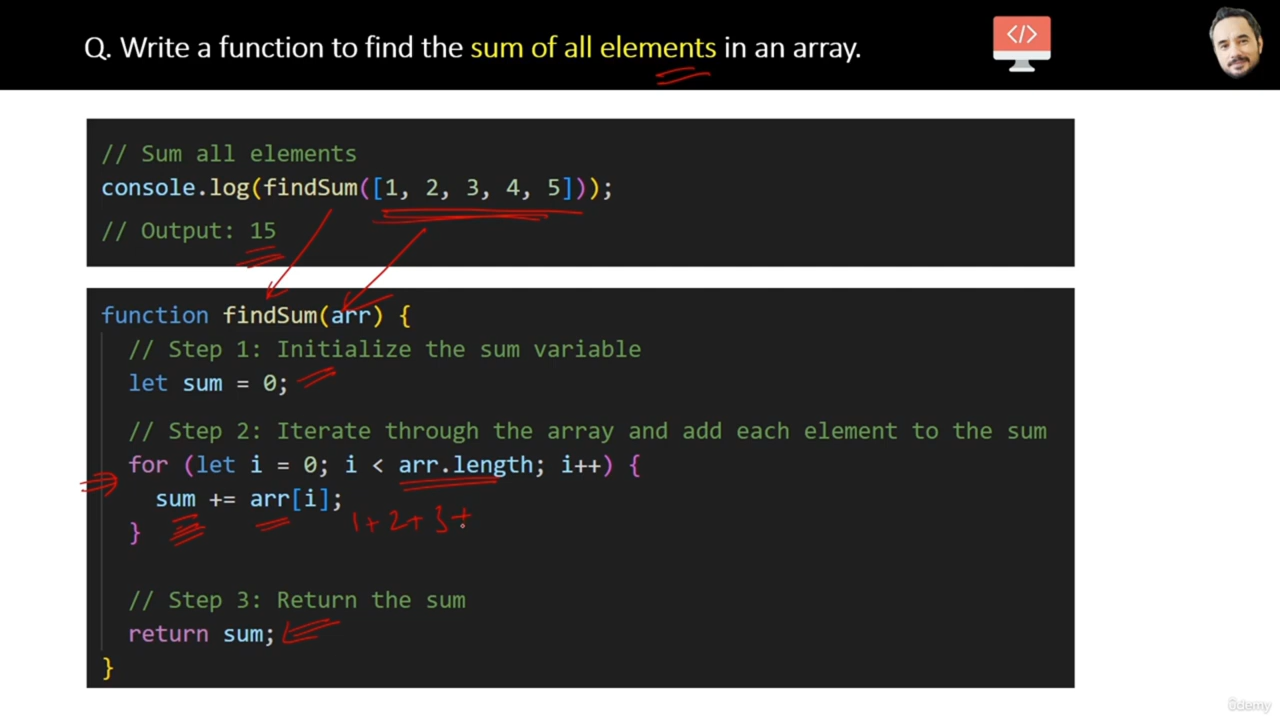 Q. Write a function to find the sum of all elements in an array.
</>
// Sum all elements
console.log(findSum([1, 2, 3, 4, 5]));
// Output: 15
function findSum(arr) {
// Step 1: Initialize the sum variable
let sum = 0;
// Step 2: Iterate through the array and add each element to the sum
for (let i = 0; i < arr.length; i++) {
sum += arr[i];
1+2+3+
}
// Step 3: Return the sum
return sum;
}
ûdemy